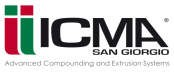 ICMA®
SAN GIORGIO
Advanced Compounding and Extrusion Systems